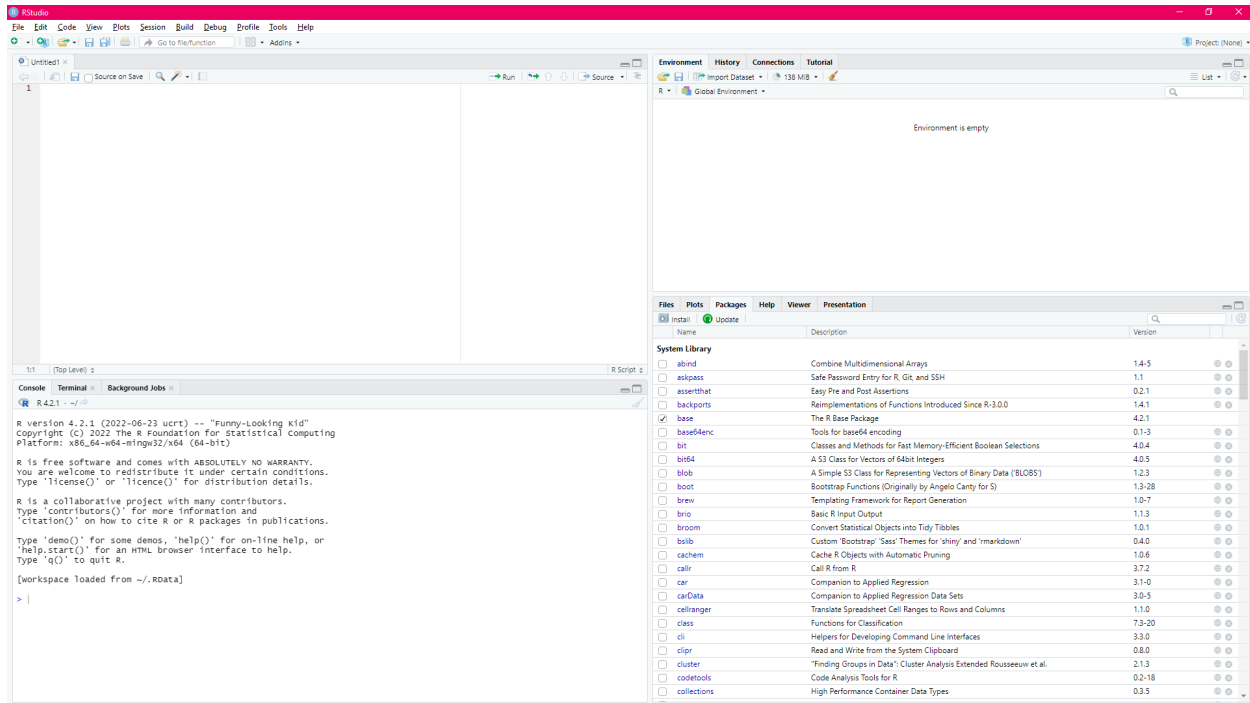 RStudio
File Edit Code View Plots Session Build Debug Profile Tools Help
Go to file/function Addins Project: (None)
Untitled1
Source on Save Run Source
1
1:1 (Top Level) R Script
Console Terminal Background Jobs
R 4.2.1 · ~/
R version 4.2.1 (2022-06-23 ucrt) -- "Funny-Looking Kid"
Copyright (C) 2022 The R Foundation for Statistical Computing
Platform: x86_64-w64-mingw32/x64 (64-bit)
R is free software and comes with ABSOLUTELY NO WARRANTY.
You are welcome to redistribute it under certain conditions.
Type 'license()' or 'licence()' for distribution details.
R is a collaborative project with many contributors.
Type 'contributors()' for more information and
'citation()' on how to cite R or R packages in publications.
Type 'demo()' for some demos, 'help()' for on-line help, or
'help.start()' for an HTML browser interface to help.
Type 'q()' to quit R.
[Workspace loaded from ~/.RData]
>
Environment History Connections Tutorial
Import Dataset 138 MiB List
R Global Environment
Environment is empty
Files Plots Packages Help Viewer Presentation
Install Update
Name Description Version
System Library
abind Combine Multidimensional Arrays 1.4-5
askpass Safe Password Entry for R, Git, and SSH 1.1
assertthat Easy Pre and Post Assertions 0.2.1
backports Reimplementations of Functions Introduced Since R-3.0.0 1.4.1
base The R Base Package 4.2.1
base64enc Tools for base64 encoding 0.1-3
bit Classes and Methods for Fast Memory-Efficient Boolean Selections 4.0.4
bit64 A S3 Class for Vectors of 64bit Integers 4.0.5
blob A Simple S3 Class for Representing Vectors of Binary Data ('BLOBS') 1.2.3
boot Bootstrap Functions (Originally by Angelo Canty for S) 1.3-28
brew Templating Framework for Report Generation 1.0-7
brio Basic R Input Output 1.1.3
broom Convert Statistical Objects into Tidy Tibbles 1.0.1
bslib Custom 'Bootstrap' 'Sass' Themes for 'shiny' and 'rmarkdown' 0.4.0
cachem Cache R Objects with Automatic Pruning 1.0.6
callr Call R from R 3.7.2
car Companion to Applied Regression 3.1-0
carData Companion to Applied Regression Data Sets 3.0-5
cellranger Translate Spreadsheet Cell Ranges to Rows and Columns 1.1.0
class Functions for Classification 7.3-20
cli Helpers for Developing Command Line Interfaces 3.3.0
clipr Read and Write from the System Clipboard 0.8.0
cluster "Finding Groups in Data": Cluster Analysis Extended Rousseeuw et al. 2.1.3
codetools Code Analysis Tools for R 0.2-18
collections High Performance Container Data Types 0.3.5